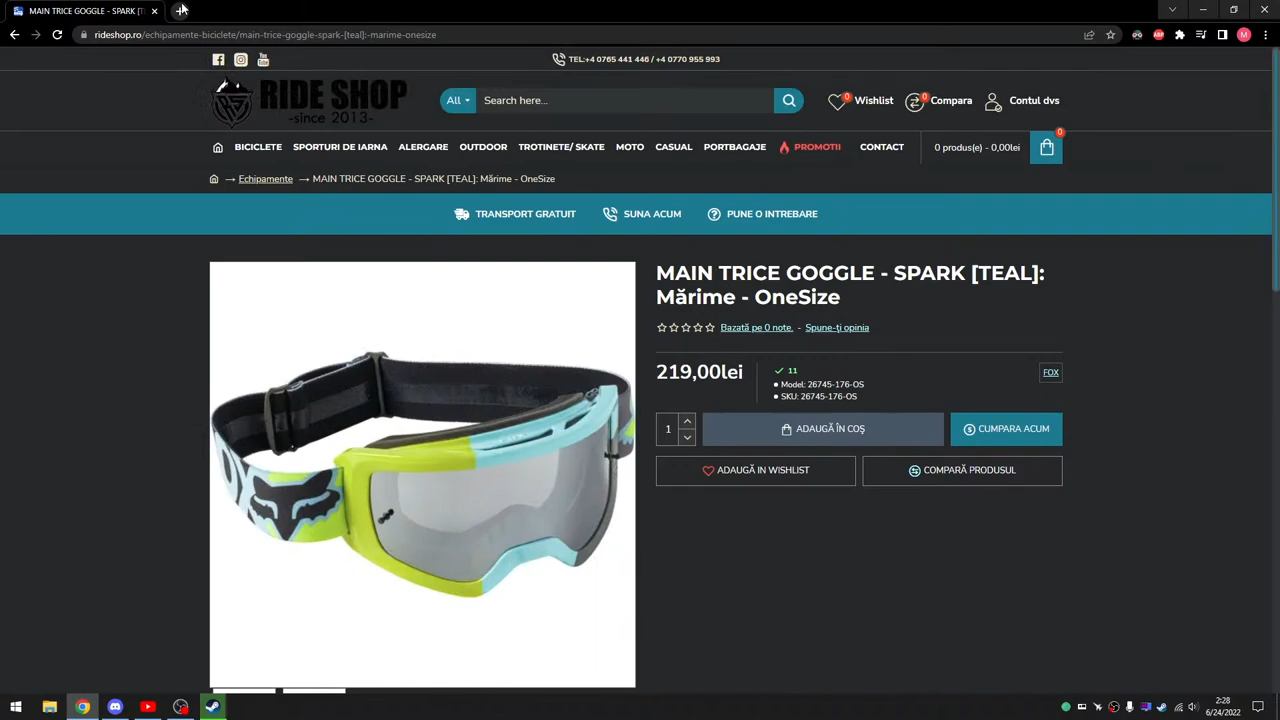 MAIN TRICE GOGGLE - SPARK [T
rideshop.ro/echipamente-biciclete/main-trice-goggle-spark-[teal]:-marime-onesize
ABP
M
You
TEL:+4 0765 441 446 / +4 0770 955 993
RIDE SHOP
-since 2013-
All
Search here...
0
Wishlist
0
Compara
Contul dvs
BICICLETE SPORTURI DE IARNA ALERGARE OUTDOOR TROTINETE/ SKATE MOTO CASUAL PORTBAGAJE PROMOTII CONTACT
0 produs(e) - 0,00lei
0
→ Echipamente → MAIN TRICE GOGGLE - SPARK [TEAL]: Mărime - OneSize
TRANSPORT GRATUIT
SUNA ACUM
PUNE O INTREBARE
MAIN TRICE GOGGLE - SPARK [TEAL]:
Mărime - OneSize
Bazată pe 0 note. - Spune-ţi opinia
219,00lei
11
Model: 26745-176-OS
SKU: 26745-176-OS
FOX
1
ADAUGĂ ÎN COŞ
CUMPARA ACUM
ADAUGĂ IN WISHLIST
COMPARĂ PRODUSUL
2:28
6/24/2022